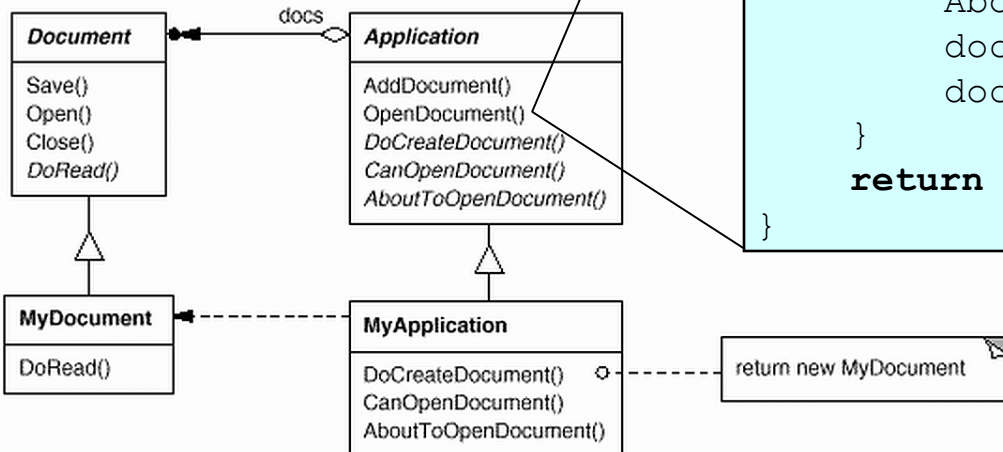 docs
Document
Save()
Open()
Close()
DoRead()
Application
AddDocument()
OpenDocument()
DoCreateDocument()
CanOpenDocument()
AboutToOpenDocument()
}
return
}
MyDocument
DoRead()
MyApplication
DoCreateDocument()
CanOpenDocument()
AboutToOpenDocument()
return new MyDocument